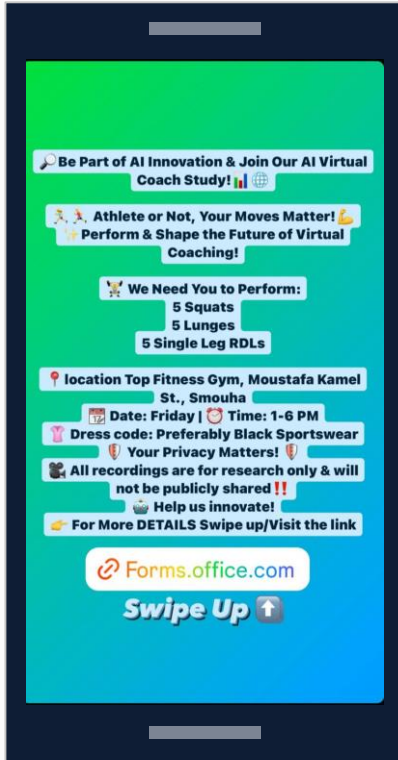 🔎Be Part of AI Innovation & Join Our AI Virtual
Coach Study!📊🌐
🏃🏃 Athlete or Not, Your Moves Matter!💪
✨Perform & Shape the Future of Virtual
Coaching!
🏋 We Need You to Perform:
5 Squats
5 Lunges
5 Single Leg RDLs
📍location Top Fitness Gym, Moustafa Kamel
St., Smouha
📆 Date: Friday | ⏰ Time: 1-6 PM
👚 Dress code: Preferably Black Sportswear
🛡 Your Privacy Matters! 🛡
🎥 All recordings are for research only & will
not be publicly shared‼️
🤖 Help us innovate!
👉 For More DETAILS Swipe up/Visit the link
Forms.office.com
Swipe Up ⬆️